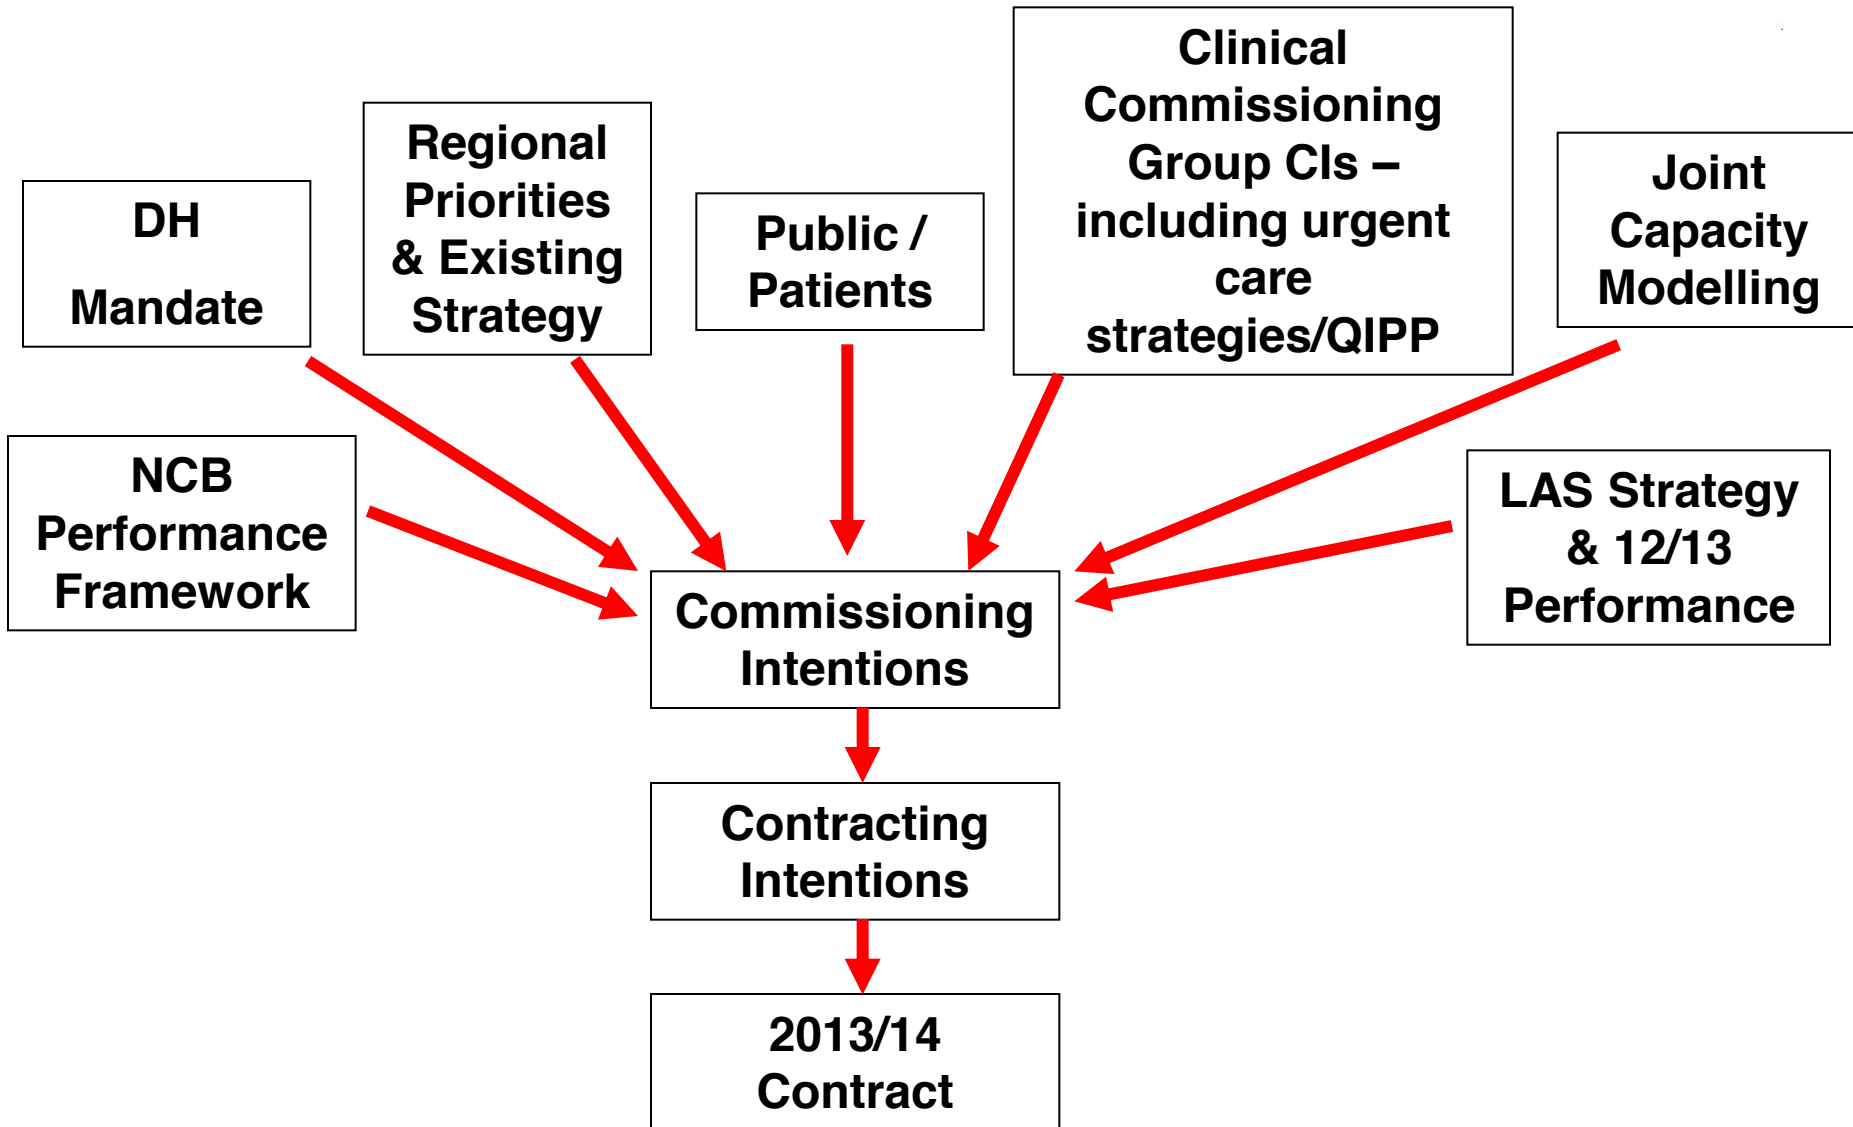 DH
Mandate
Regional
Priorities
& Existing
Strategy
Public /
Patients
Clinical
Commissioning
Group CIs –
including urgent
care
strategies/QIPP
Joint
Capacity
Modelling
NCB
Performance
Framework
LAS Strategy
& 12/13
Performance
Commissioning
Intentions
Contracting
Intentions
2013/14
Contract